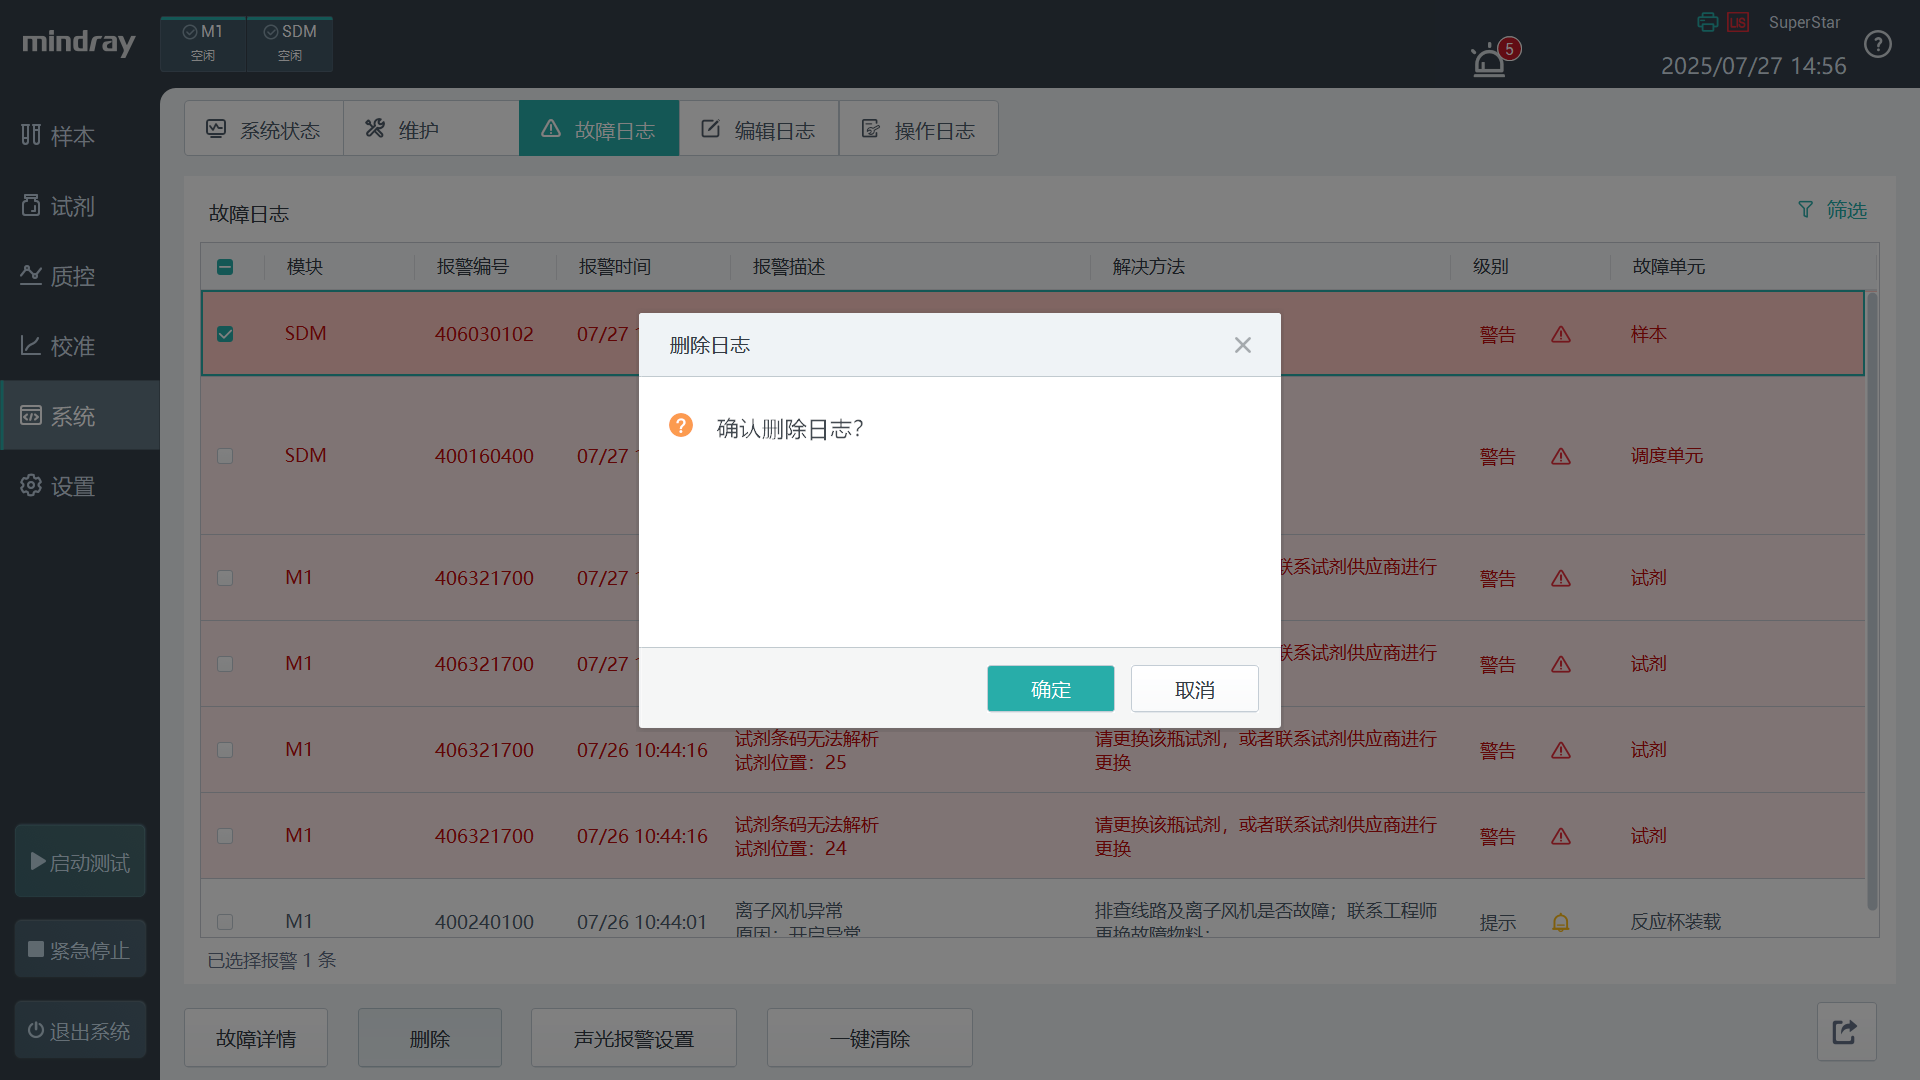 mindray
M1
空闲
SDM
空闲
5
LIS
SuperStar
2025/07/27 14:56
样本
试剂
质控
校准
系统
设置
启动测试
紧急停止
退出系统
系统状态
维护
故障日志
编辑日志
操作日志
故障日志
筛选
模块 报警编号 报警时间 报警描述 解决方法 级别 故障单元
SDM 406030102 07/27 警告 样本
SDM 400160400 07/27 警告 调度单元
M1 406321700 07/27 联系试剂供应商进行 警告 试剂
M1 406321700 07/27 联系试剂供应商进行 警告 试剂
M1 406321700 07/26 10:44:16 试剂条码无法解析
试剂位置：25
请更换该瓶试剂，或者联系试剂供应商进行
更换
警告 试剂
M1 406321700 07/26 10:44:16 试剂条码无法解析
试剂位置：24
请更换该瓶试剂，或者联系试剂供应商进行
更换
警告 试剂
M1 400240100 07/26 10:44:01 离子风机异常
原因：开启异常
排查线路及离子风机是否故障；联系工程师
更换故障物料；
提示 反应杯装载
已选择报警 1 条
删除日志
确认删除日志？
确定
取消
故障详情
删除
声光报警设置
一键清除